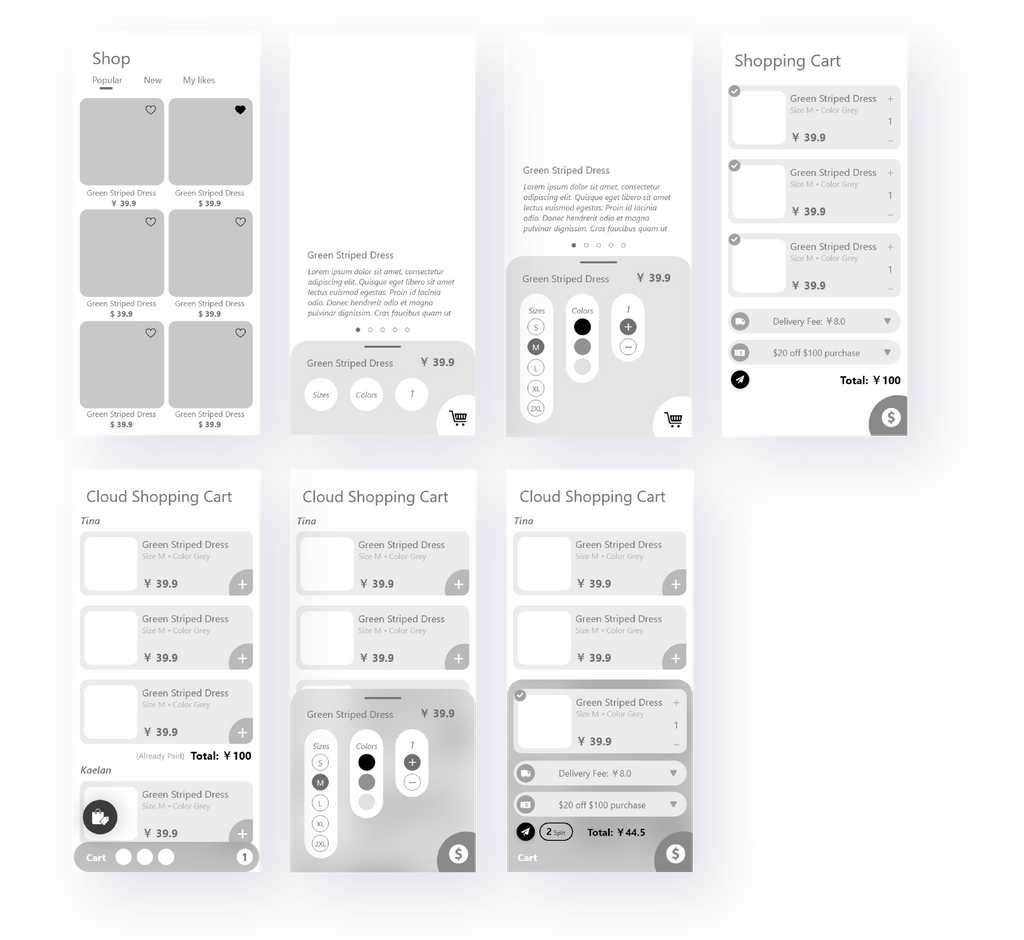 Shop
Popular New My likes
Green Striped Dress
¥ 39.9
Green Striped Dress
$ 39.9
Green Striped Dress
$ 39.9
Green Striped Dress
$ 39.9
Green Striped Dress
$ 39.9
Green Striped Dress
$ 39.9
Green Striped Dress
Lorem ipsum dolor sit amet, consectetur
adipiscing elit. Quisque eget libero sit amet
lectus euismod egestas. Proin id lacinia
odio. Donec hendrerit odio et magna
pulvinar dignissim. Cras faucibus quam ut
Green Striped Dress ¥ 39.9
Sizes Colors 1
Green Striped Dress
Lorem ipsum dolor sit amet, consectetur
adipiscing elit. Quisque eget libero sit amet
lectus euismod egestas. Proin id lacinia
odio. Donec hendrerit odio et magna
pulvinar dignissim. Cras faucibus quam ut
Green Striped Dress ¥ 39.9
Sizes Colors 1
S +
M −
L
XL
2XL
Shopping Cart
Green Striped Dress +
Size M • Color Grey
1
¥ 39.9 −
Green Striped Dress +
Size M • Color Grey
1
¥ 39.9 −
Green Striped Dress +
Size M • Color Grey
1
¥ 39.9 −
Delivery Fee: ¥8.0
$20 off $100 purchase
Total: ¥100
$
Cloud Shopping Cart
Tina
Green Striped Dress
Size M • Color Grey
¥ 39.9 +
Green Striped Dress
Size M • Color Grey
¥ 39.9 +
Green Striped Dress
Size M • Color Grey
¥ 39.9 +
(Already Paid) Total: ¥100
Kaelan
Green Striped Dress
Size M • Color Grey
¥ 39.9 +
Cart 1
Cloud Shopping Cart
Tina
Green Striped Dress
Size M • Color Grey
¥ 39.9 +
Green Striped Dress
Size M • Color Grey
¥ 39.9 +
Green Striped Dress ¥ 39.9
Sizes Colors 1
S +
M −
L
XL
2XL
$
Cloud Shopping Cart
Tina
Green Striped Dress
Size M • Color Grey
¥ 39.9 +
Green Striped Dress
Size M • Color Grey
¥ 39.9 +
Green Striped Dress +
Size M • Color Grey
1
¥ 39.9 −
Delivery Fee: ¥8.0
$20 off $100 purchase
2 Split Total: ¥44.5
Cart $